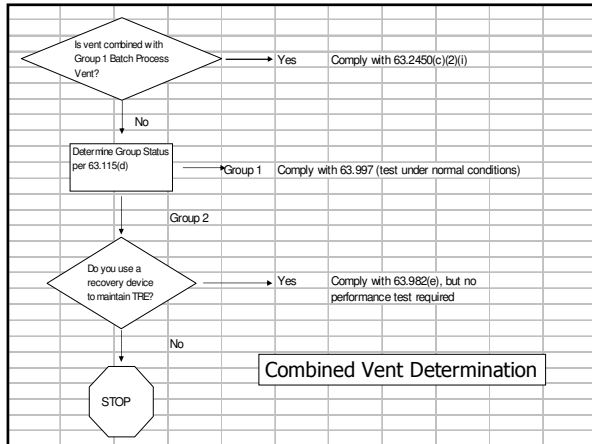 Is vent combined with
Group 1 Batch Process
Vent?
Yes Comply with 63.2450(c)(2)(i)
No
Determine Group Status
per 63.115(d)
Group 1 Comply with 63.997 (test under normal conditions)
Group 2
Do you use a
recovery device
to maintain TRE?
Yes Comply with 63.982(e), but no
performance test required
No
Combined Vent Determination
STOP